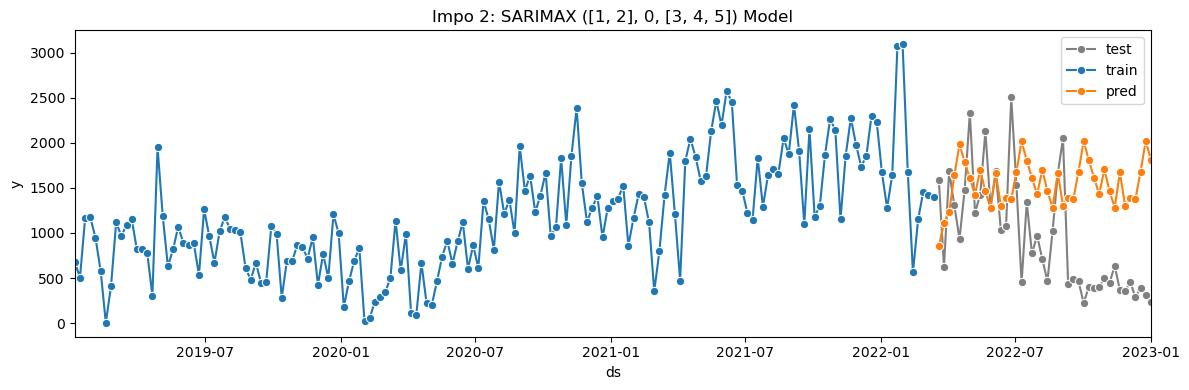 Impo 2: SARIMAX ([1, 2], 0, [3, 4, 5]) Model
test
train
pred
3000
2500
2000
1500
1000
500
0
y
2019-07
2020-01
2020-07
2021-01
2021-07
2022-01
2022-07
2023-01
ds